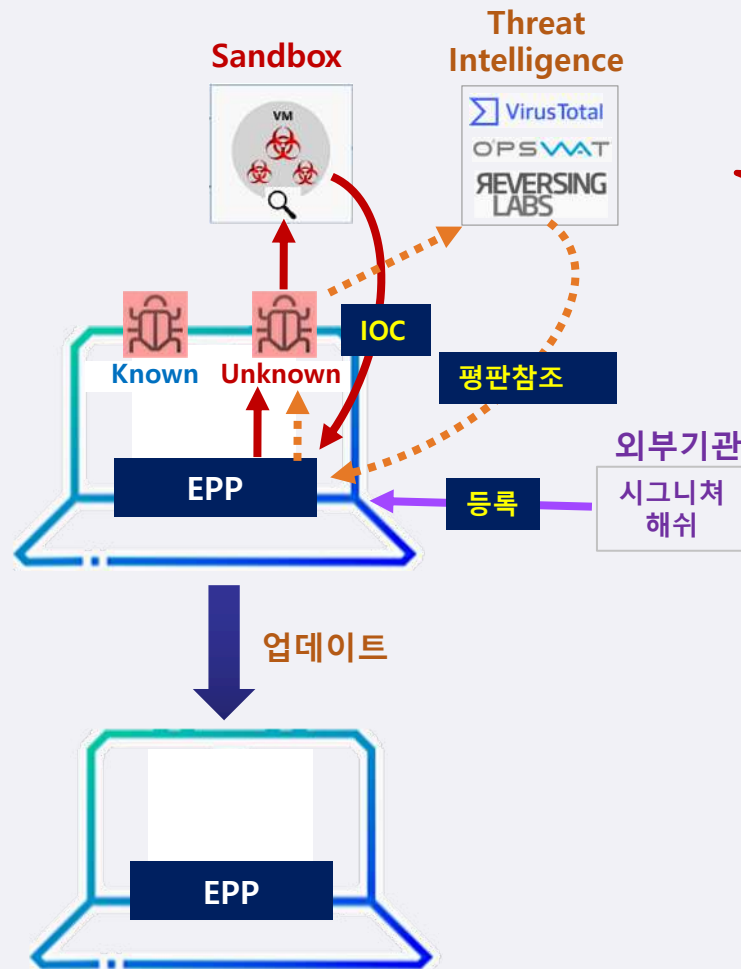 Threat
Intelligence
Sandbox
VM
VirusTotal
OPSWAT
REVERSING
LABS
IOC
Known
Unknown
평판참조
외부기관
EPP
등록
시그니쳐
해쉬
업데이트
EPP